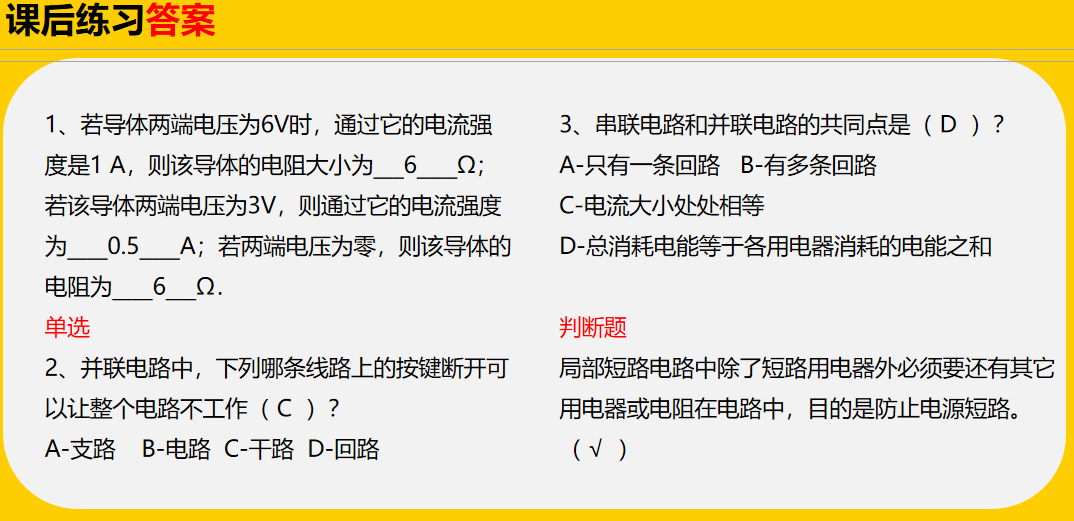 课后练习答案
1、若导体两端电压为6V时，通过它的电流强
度是1 A，则该导体的电阻大小为___6____Ω；
若该导体两端电压为3V，则通过它的电流强度
为____0.5____A；若两端电压为零，则该导体的
电阻为____6___Ω．
单选
2、并联电路中，下列哪条线路上的按键断开可
以让整个电路不工作（ C ）？
A-支路 B-电路 C-干路 D-回路
3、串联电路和并联电路的共同点是（ D ）？
A-只有一条回路 B-有多条回路
C-电流大小处处相等
D-总消耗电能等于各用电器消耗的电能之和
判断题
局部短路电路中除了短路用电器外必须要还有其它
用电器或电阻在电路中，目的是防止电源短路。
（ √ ）